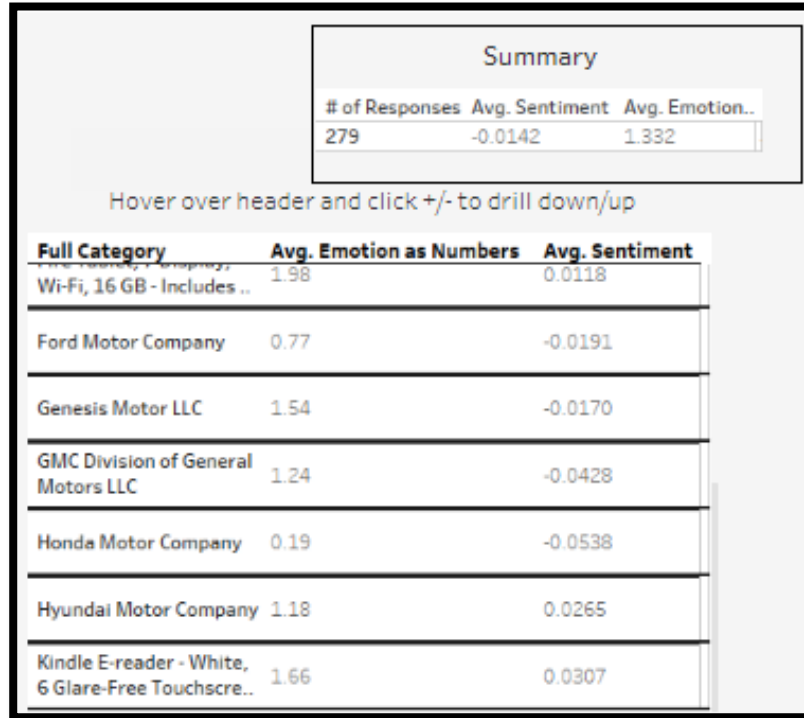 Summary
# of Responses Avg. Sentiment Avg. Emotion..
279 -0.0142 1.332
Hover over header and click +/- to drill down/up
Full Category Avg. Emotion as Numbers Avg. Sentiment
Wi-Fi, 16 GB - Includes .. 1.98 0.0118
Ford Motor Company 0.77 -0.0191
Genesis Motor LLC 1.54 -0.0170
GMC Division of General
Motors LLC 1.24 -0.0428
Honda Motor Company 0.19 -0.0538
Hyundai Motor Company 1.18 0.0265
Kindle E-reader - White,
6 Glare-Free Touchscre.. 1.66 0.0307